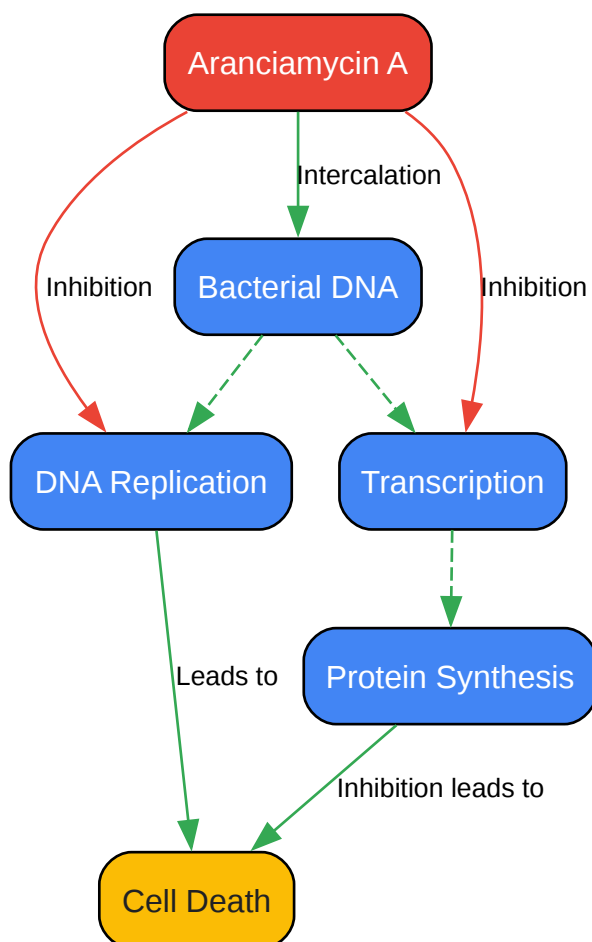 Aranciamycin A
Intercalation
Inhibition
Bacterial DNA
Inhibition
DNA Replication
Transcription
Leads to
Protein Synthesis
Inhibition leads to
Cell Death